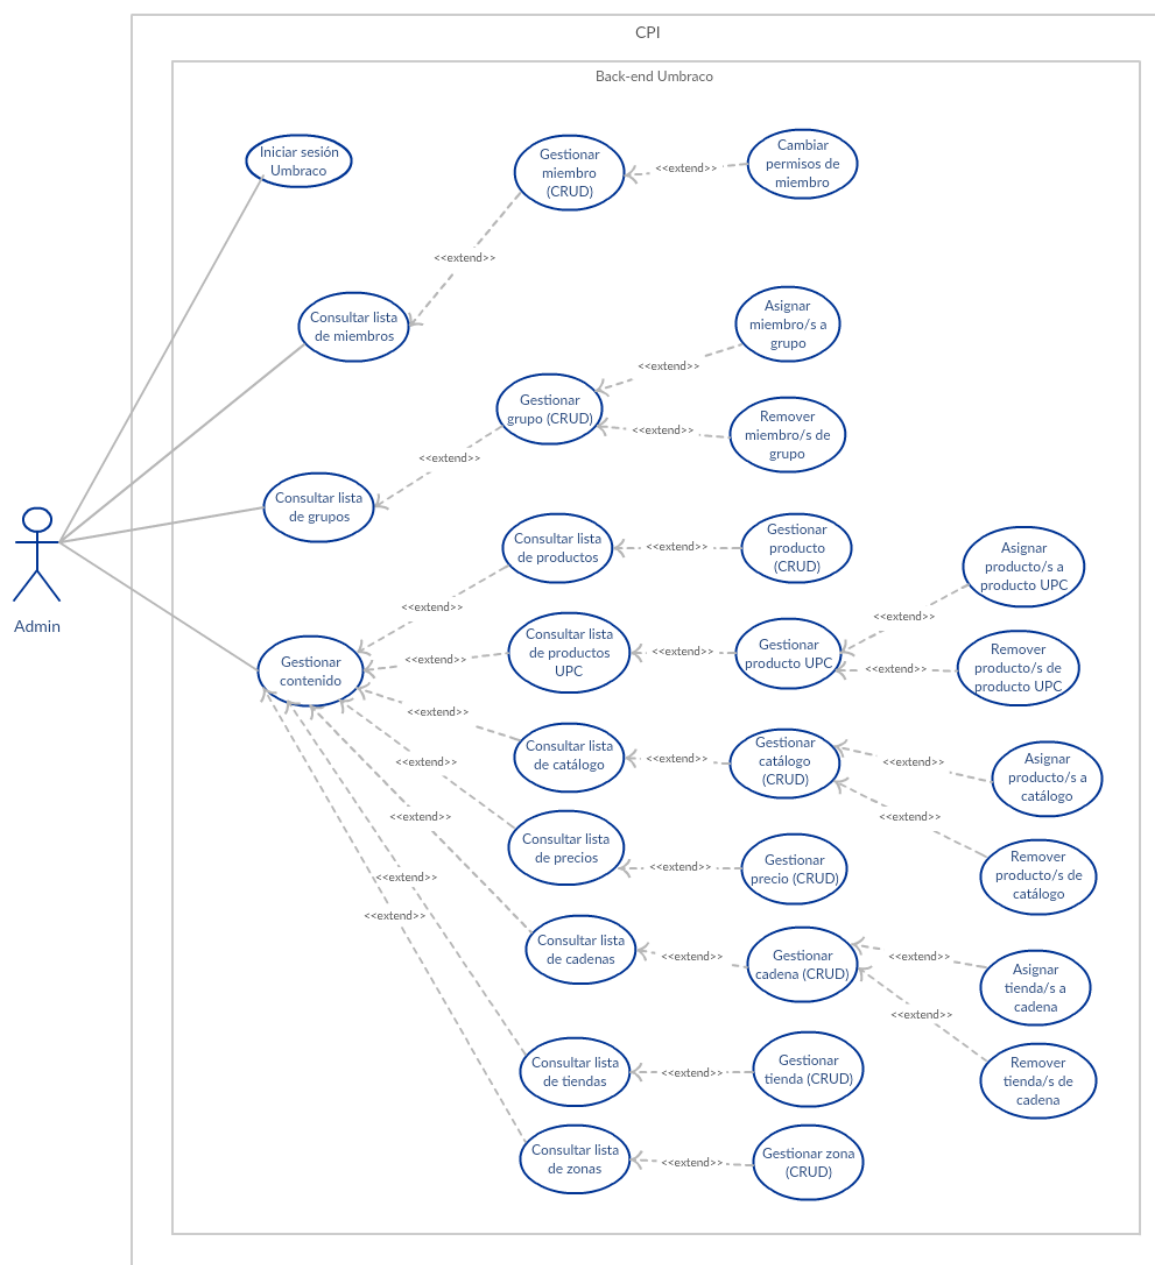 CPI
Back-end Umbraco
Iniciar sesión
Umbraco
Gestionar
miembro
(CRUD)
<<extend>>
Cambiar
permisos de
miembro
<<extend>>
Consultar lista
de miembros
Asignar
miembro/s a
grupo
<<extend>>
Gestionar
grupo (CRUD)
<<extend>>
Remover
miembro/s de
grupo
<<extend>>
Consultar lista
de grupos
Admin
Consultar lista
de productos
<<extend>>
Gestionar
producto
(CRUD)
Asignar
producto/s a
producto UPC
<<extend>>
<<extend>>
Gestionar
contenido
<<extend>>
Consultar lista
de productos
UPC
<<extend>>
Gestionar
producto UPC
<<extend>>
Remover
producto/s de
producto UPC
<<extend>>
Consultar lista
de catálogo
<<extend>>
Gestionar
catálogo
(CRUD)
<<extend>>
Asignar
producto/s a
catálogo
<<extend>>
<<extend>>
Remover
producto/s de
catálogo
<<extend>>
Consultar lista
de precios
<<extend>>
Gestionar
precio (CRUD)
<<extend>>
<<extend>>
Consultar lista
de cadenas
<<extend>>
Gestionar
cadena (CRUD)
<<extend>>
Asignar
tienda/s a
cadena
<<extend>>
Remover
tienda/s de
cadena
Consultar lista
de tiendas
<<extend>>
Gestionar
tienda (CRUD)
Consultar lista
de zonas
<<extend>>
Gestionar zona
(CRUD)